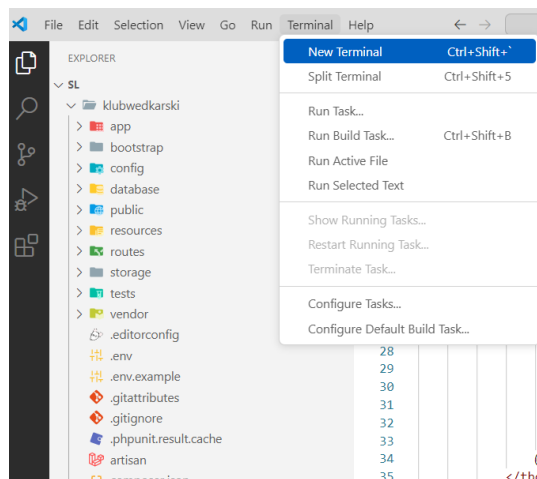 File Edit Selection View Go Run Terminal Help
EXPLORER
SL
klubwedkarski
app
bootstrap
config
database
public
resources
routes
storage
tests
vendor
.editorconfig
.env
.env.example
.gitattributes
.gitignore
.phpunit.result.cache
artisan
New Terminal Ctrl+Shift+`
Split Terminal Ctrl+Shift+5
Run Task...
Run Build Task... Ctrl+Shift+B
Run Active File
Run Selected Text
Show Running Tasks...
Restart Running Task...
Terminate Task...
Configure Tasks...
Configure Default Build Task...
28
29
30
31
32
33
34 (
35 </the